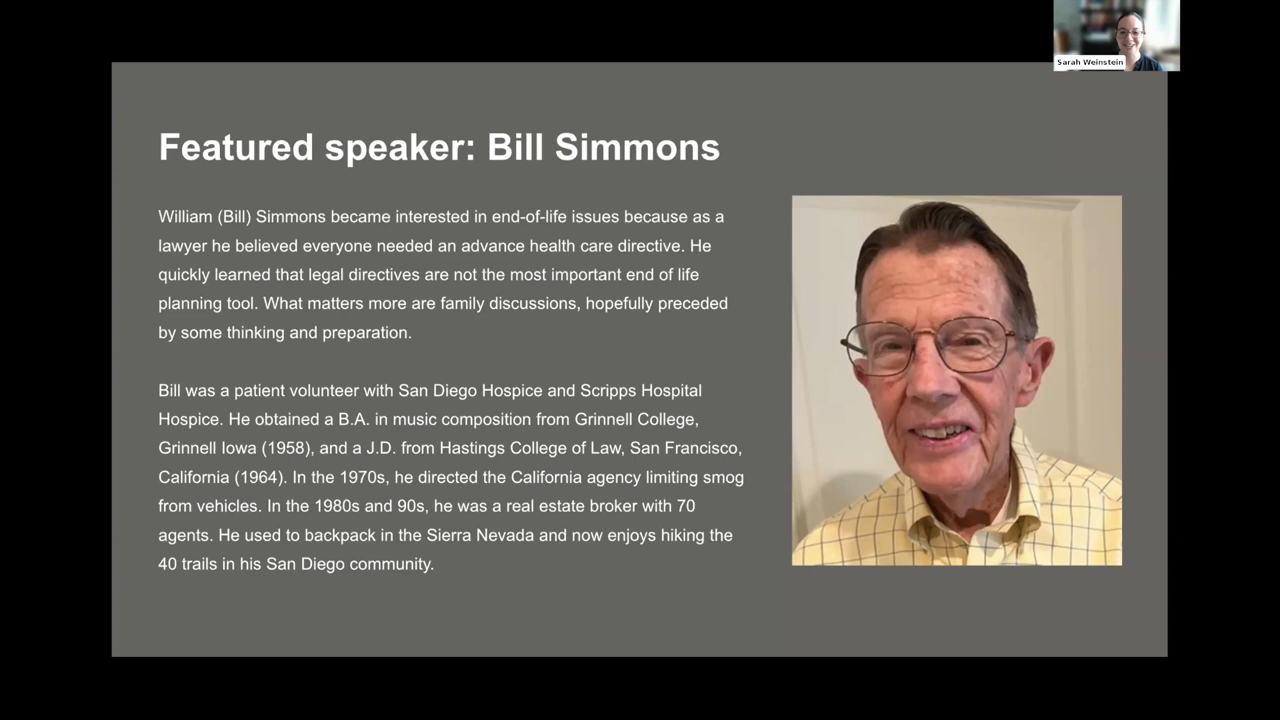 Sarah Weinstein
Featured speaker: Bill Simmons
William (Bill) Simmons became interested in end-of-life issues because as a
lawyer he believed everyone needed an advance health care directive. He
quickly learned that legal directives are not the most important end of life
planning tool. What matters more are family discussions, hopefully preceded
by some thinking and preparation.
Bill was a patient volunteer with San Diego Hospice and Scripps Hospital
Hospice. He obtained a B.A. in music composition from Grinnell College,
Grinnell Iowa (1958), and a J.D. from Hastings College of Law, San Francisco,
California (1964). In the 1970s, he directed the California agency limiting smog
from vehicles. In the 1980s and 90s, he was a real estate broker with 70
agents. He used to backpack in the Sierra Nevada and now enjoys hiking the
40 trails in his San Diego community.